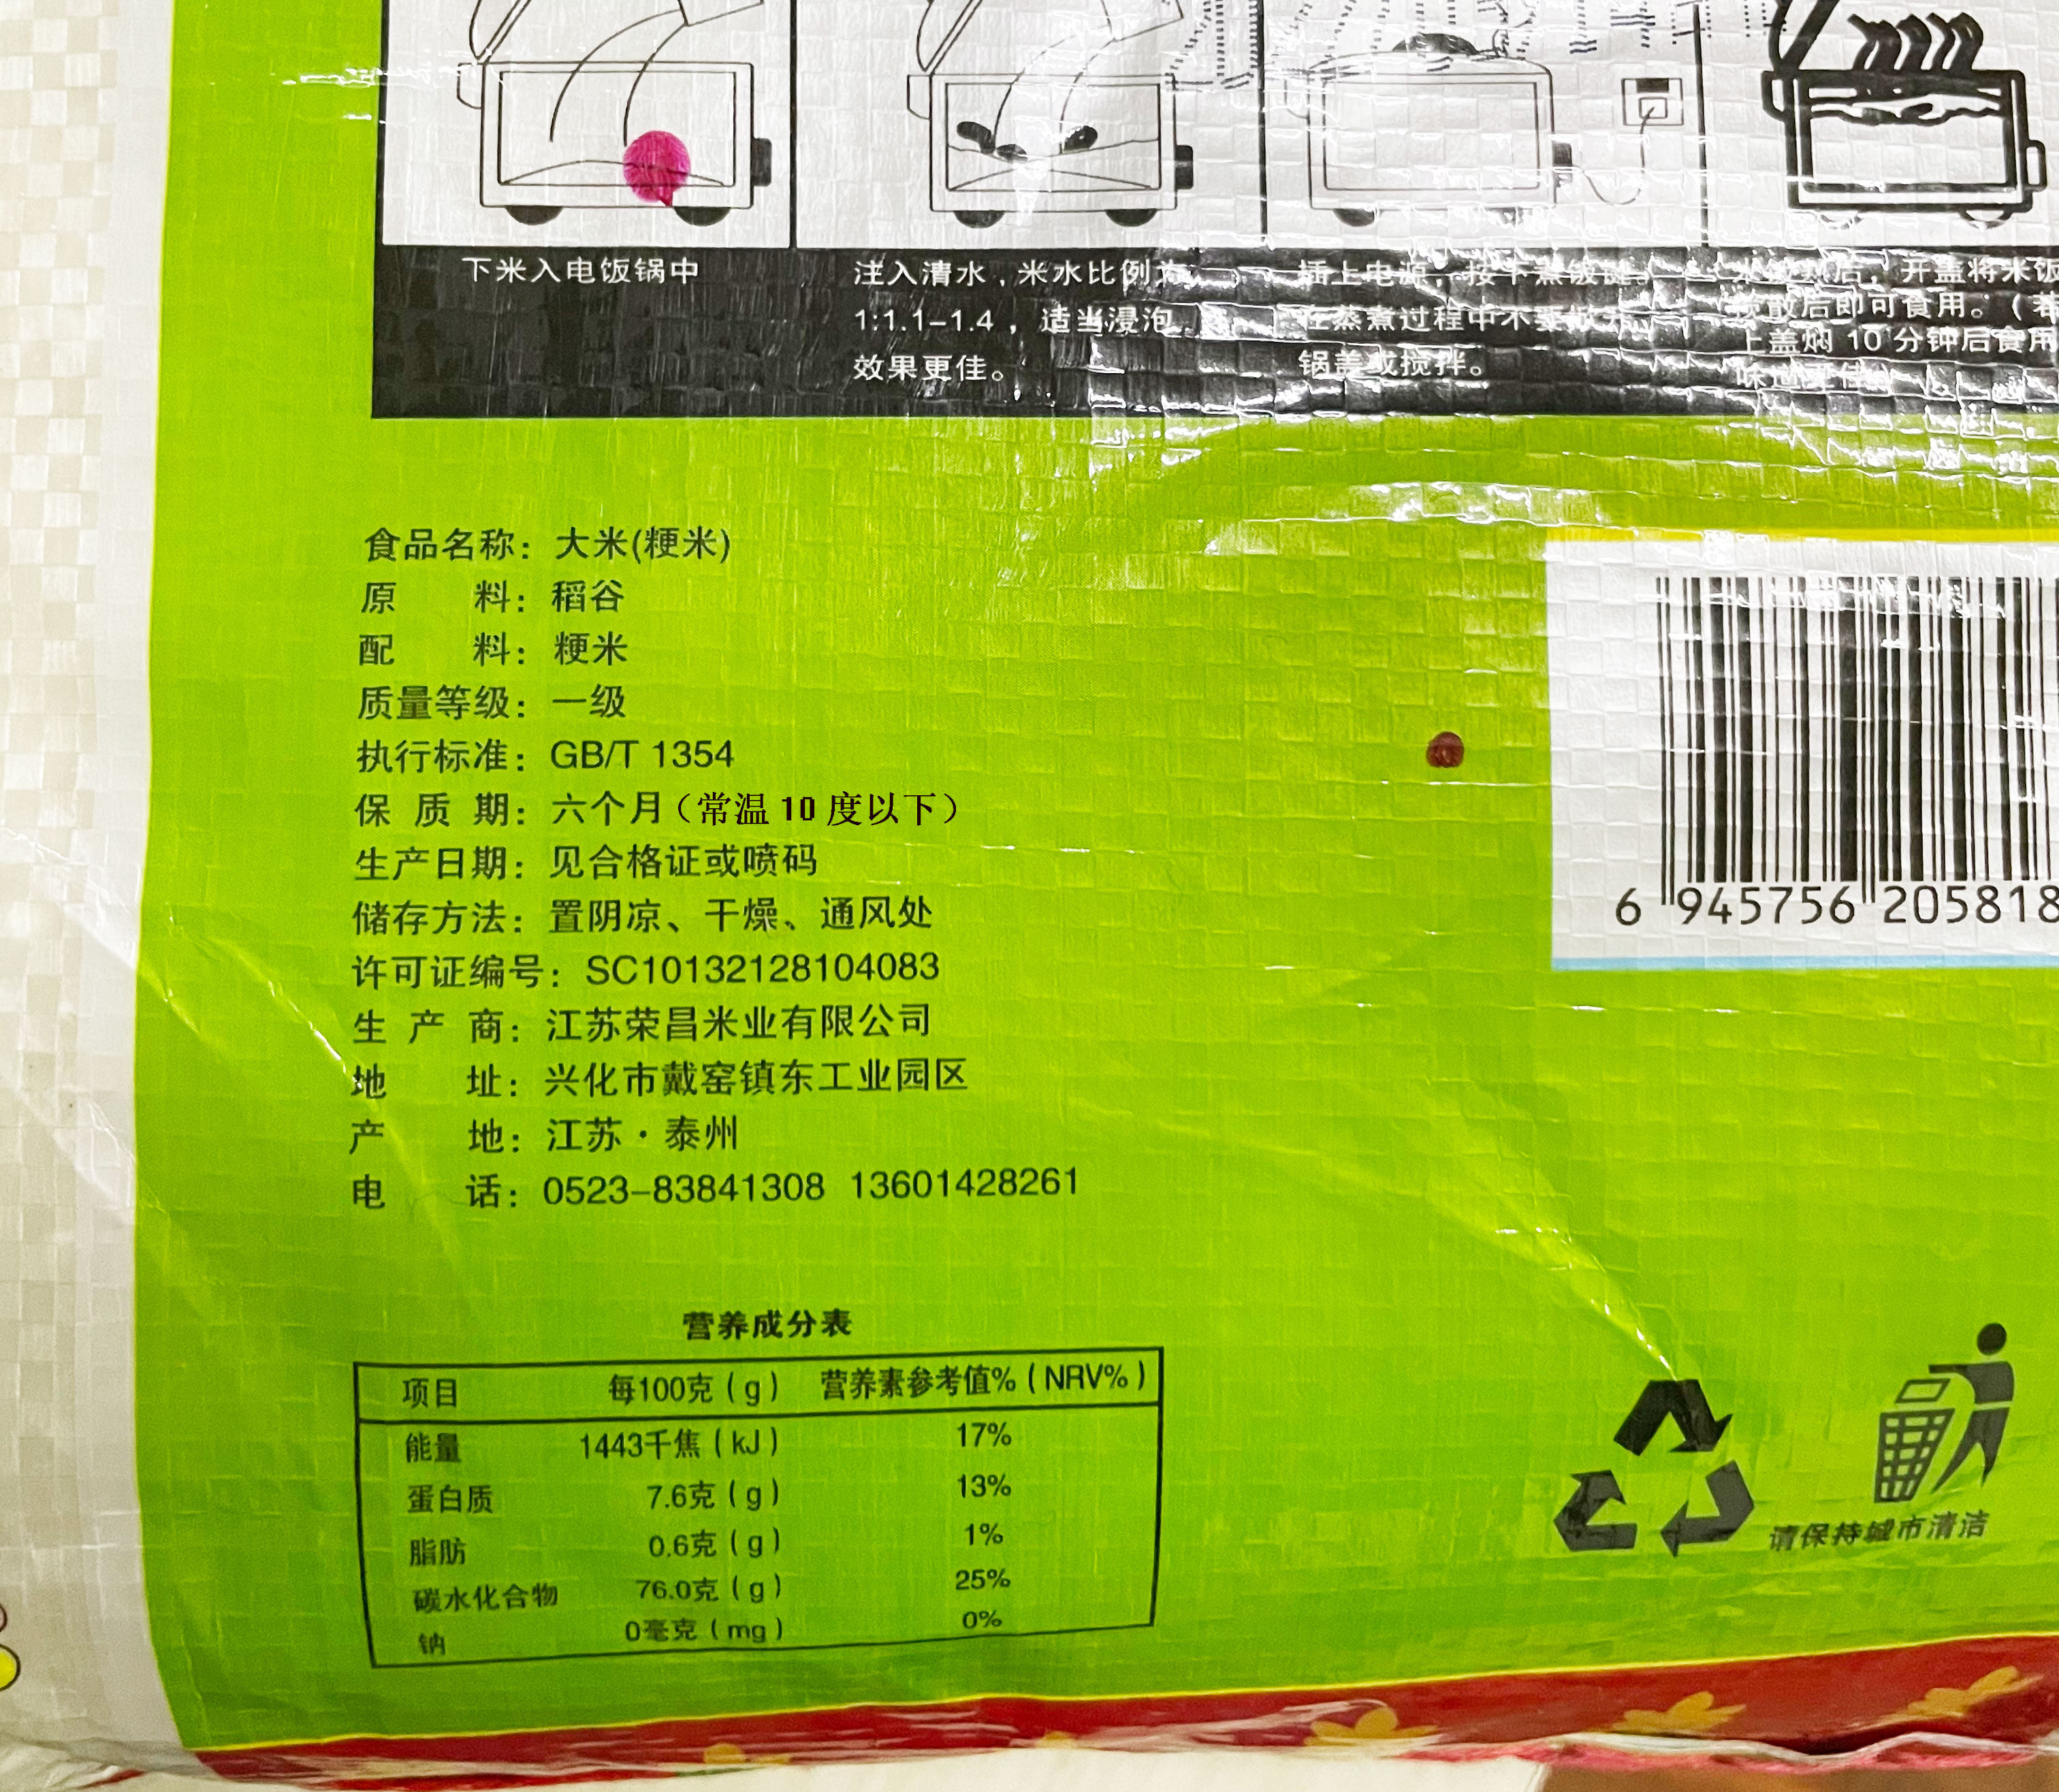 下米入电饭锅中
注入清水，米水比例为
1:1.1-1.4，适当浸泡
效果更佳。
插上电源，按下煮饭键。
在蒸煮过程中不要
锅盖或搅拌。
后，开盖将米饭
散后即可食用。（若
上盖焖10分钟后食用
味道更佳）
食品名称：大米(粳米)
原　料：稻谷
配　料：粳米
质量等级：一级
执行标准：GB/T 1354
保质期：六个月（常温10度以下）
生产日期：见合格证或喷码
储存方法：置阴凉、干燥、通风处
许可证编号：SC10132128104083
生产商：江苏荣昌米业有限公司
地　址：兴化市戴窑镇东工业园区
产　地：江苏·泰州
电　话：0523-83841308 13601428261
6 945756 205818
营养成分表
项目 每100克(g) 营养素参考值%(NRV%)
能量 1443千焦(kJ) 17%
蛋白质 7.6克(g) 13%
脂肪 0.6克(g) 1%
碳水化合物 76.0克(g) 25%
钠 0毫克(mg) 0%
请保持城市清洁